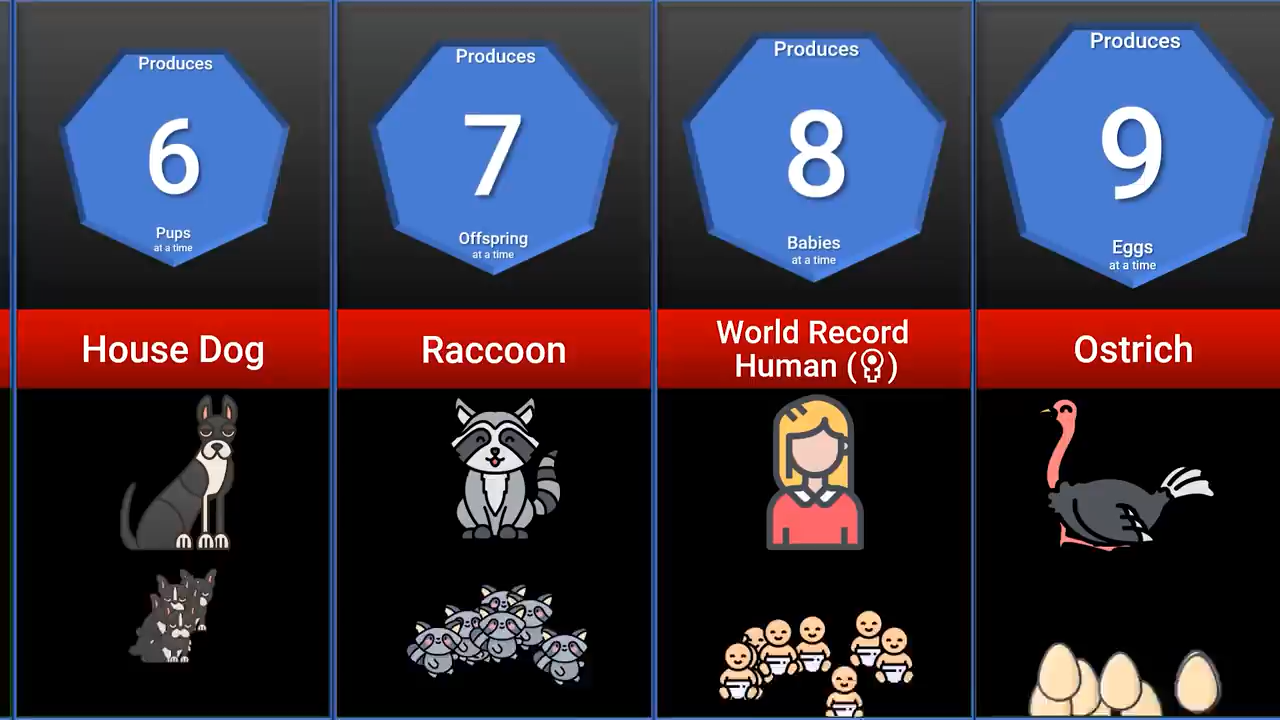 Produces
6
Pups
at a time
House Dog
Produces
7
Offspring
at a time
Raccoon
Produces
8
Babies
at a time
World Record
Human (♀)
Produces
9
Eggs
at a time
Ostrich